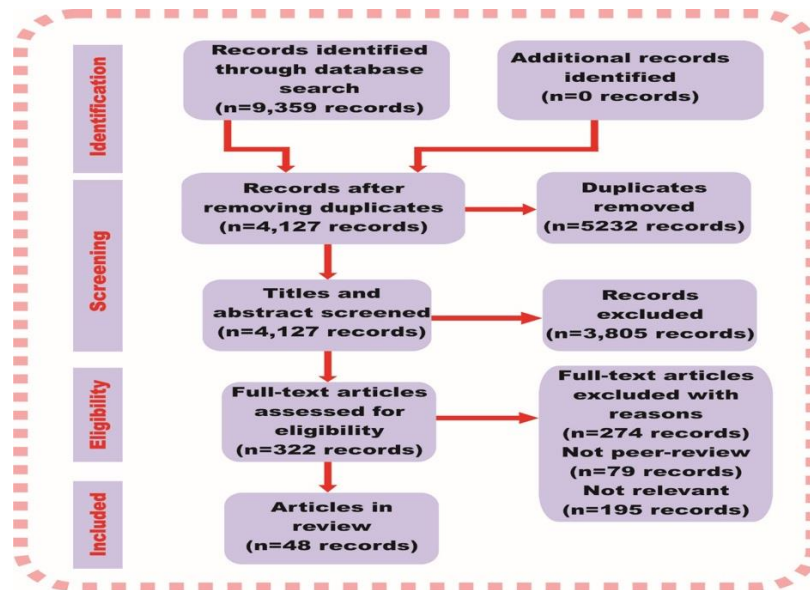 Identification
Records identified
through database
search
(n=9,359 records)
Additional records
identified
(n=0 records)
Screening
Records after
removing duplicates
(n=4,127 records)
Duplicates
removed
(n=5232 records)
Titles and
abstract screened
(n=4,127 records)
Records
excluded
(n=3,805 records)
Eligibility
Full-text articles
assessed for
eligibility
(n=322 records)
Full-text articles
excluded with
reasons
(n=274 records)
Not peer-review
(n=79 records)
Not relevant
(n=195 records)
Included
Articles in
review
(n=48 records)